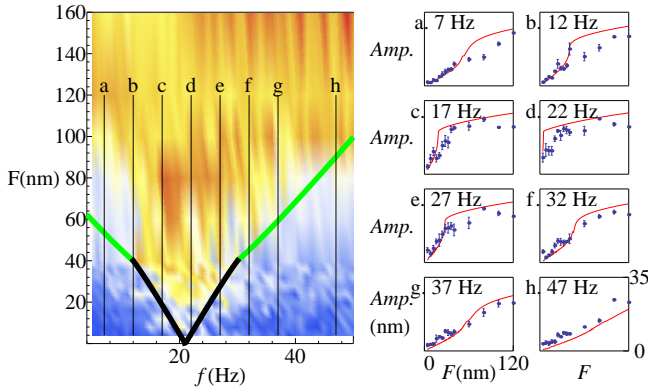 160
140
120
100
80
60
40
20
F(nm)
a b c d e f g h
20 40
f (Hz)
a. 7 Hz
b. 12 Hz
Amp.
c. 17 Hz
d. 22 Hz
Amp.
e. 27 Hz
f. 32 Hz
Amp.
g. 37 Hz
h. 47 Hz
Amp.
(nm)
35
0
0 F(nm) 120
F